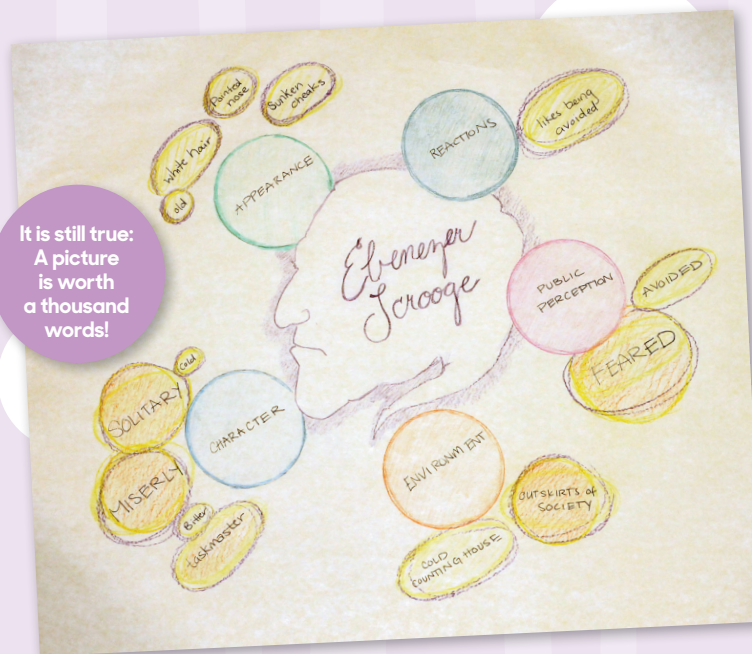 It is still true:
A picture
is worth
a thousand
words!
Ebenezer
Scrooge
APPEARANCE
Pointed
nose
Sunken
cheaks
white hair
old
REACTIONS
likes being
avoided
PUBLIC
PERCEPTION
AVOIDED
FEARED
ENVIRONMENT
OUTSKIRTS of
SOCIETY
COLD
COUNTING HOUSE
CHARACTER
Cold
SOLITARY
MISERLY
Bitter
taskmaster